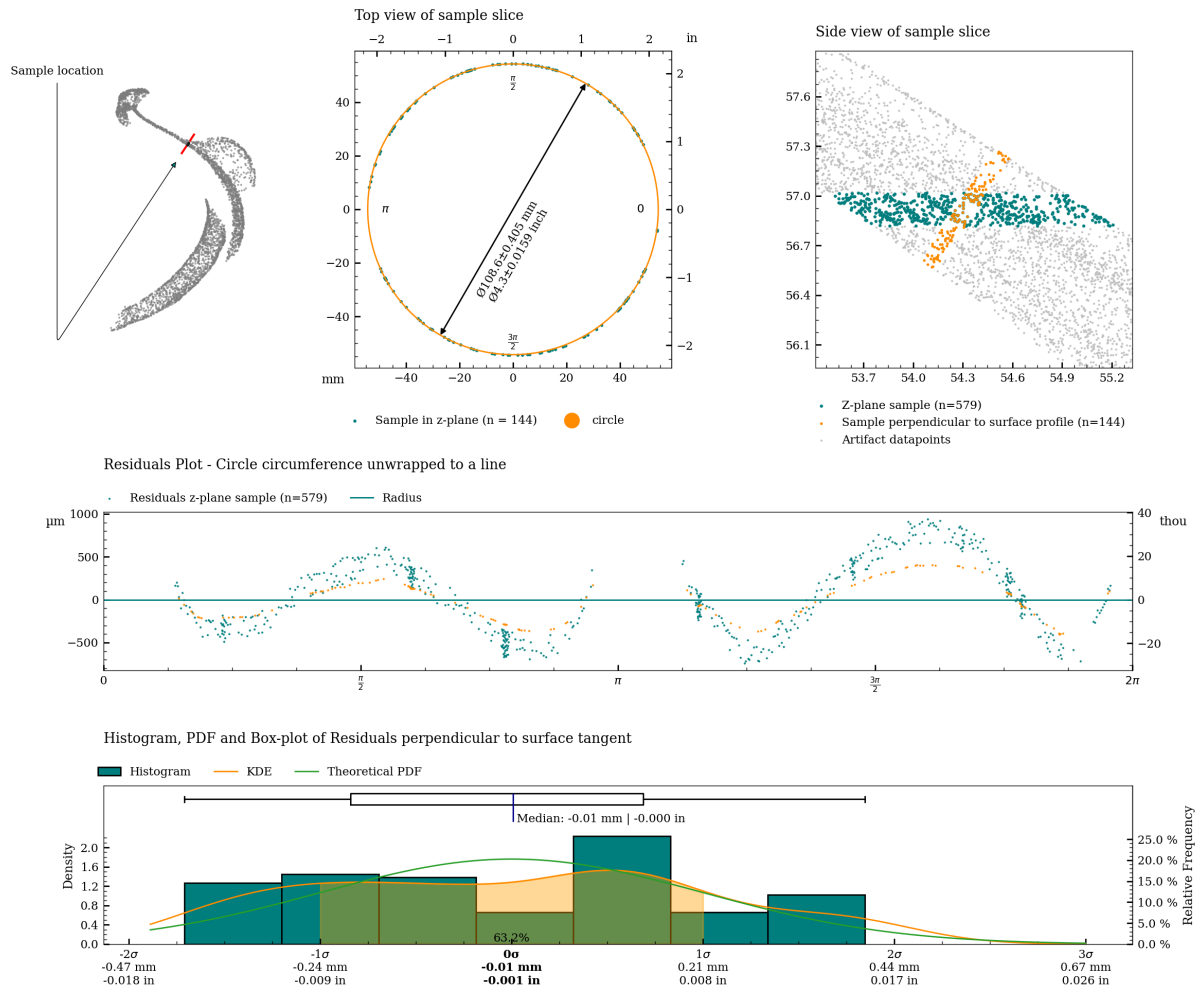 Top view of sample slice
Side view of sample slice
Sample location
−2 −1 0 1 2 in
40
20
0
−20
−40
2
1
0
−1
−2
π/2
π
0
3π/2
Ø108.6±0.405 mm
Ø4.3±0.0159 inch
mm −40 −20 0 20 40
57.6
57.3
57.0
56.7
56.4
56.1
53.7 54.0 54.3 54.6 54.9 55.2
Sample in z-plane (n = 144) circle
Z-plane sample (n=579)
Sample perpendicular to surface profile (n=144)
Artifact datapoints
Residuals Plot - Circle circumference unwrapped to a line
Residuals z-plane sample (n=579) Radius
µm
1000
500
0
−500
thou
40
20
0
−20
0 π/2 π 3π/2 2π
Histogram, PDF and Box-plot of Residuals perpendicular to surface tangent
Histogram KDE Theoretical PDF
Median: -0.01 mm | -0.000 in
Density
2.0
1.6
1.2
0.8
0.4
0.0
Relative Frequency
25.0 %
20.0 %
15.0 %
10.0 %
5.0 %
0.0 %
63.2%
-2σ -1σ 0σ 1σ 2σ 3σ
-0.47 mm -0.24 mm -0.01 mm 0.21 mm 0.44 mm 0.67 mm
-0.018 in -0.009 in -0.001 in 0.008 in 0.017 in 0.026 in